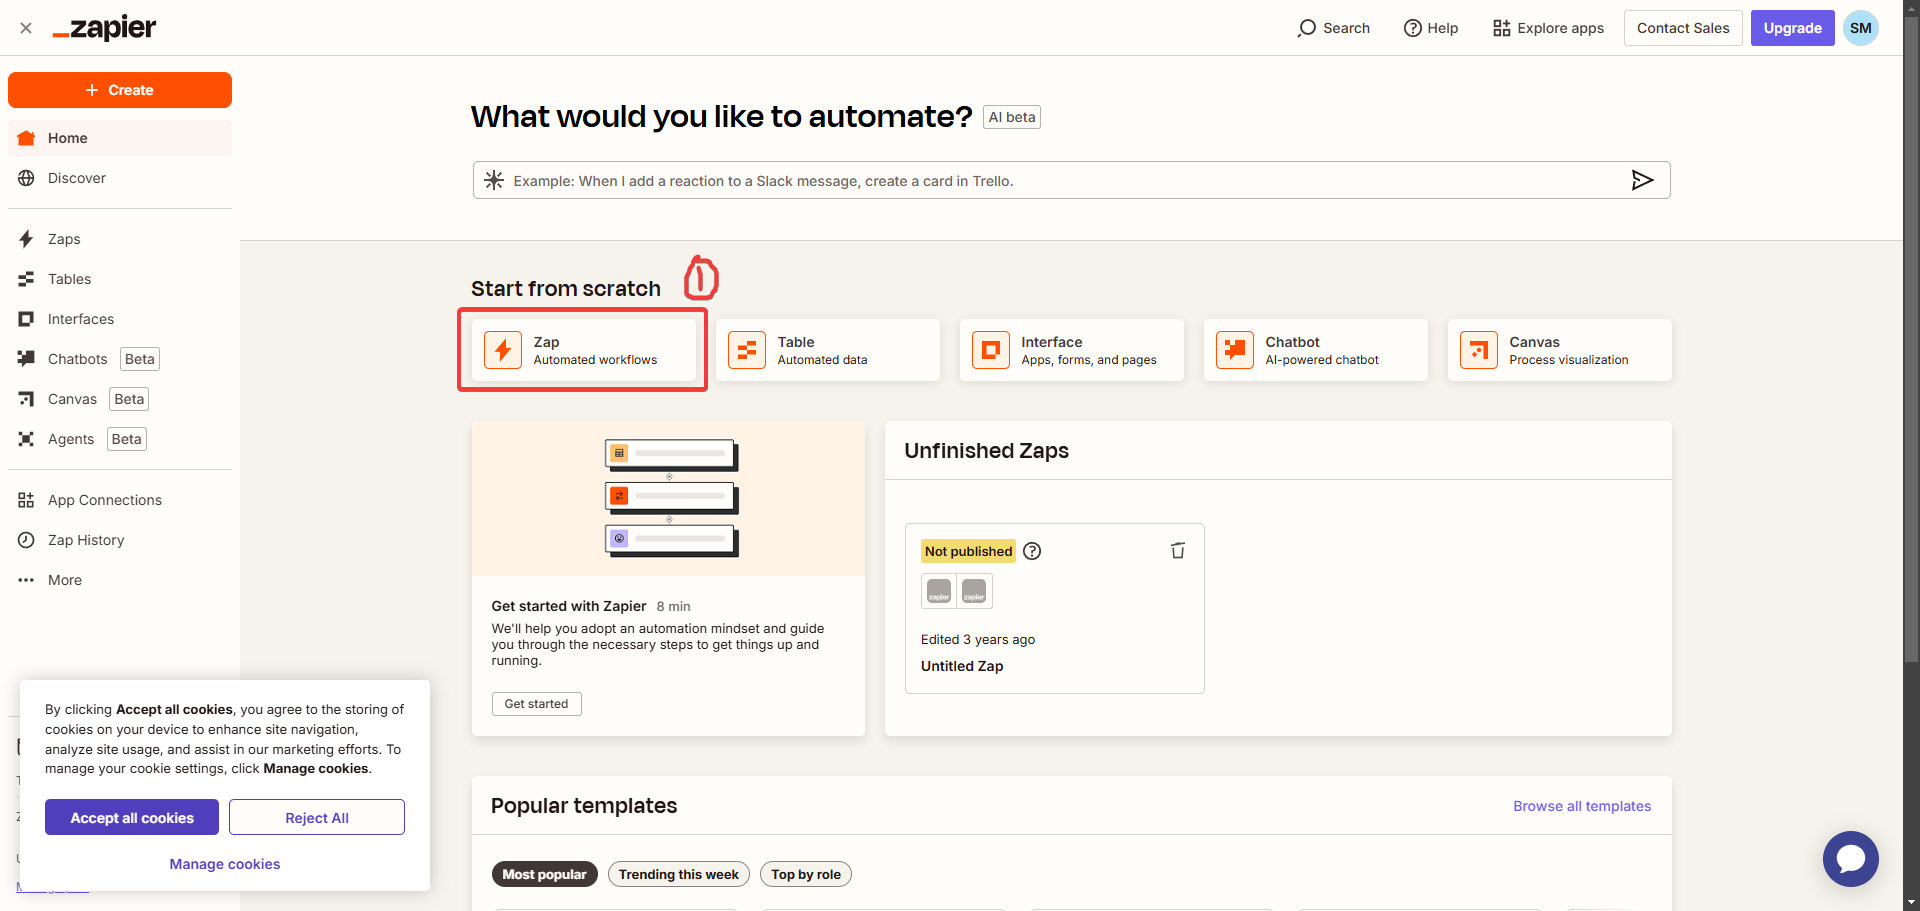 zapier
Search
Help
Explore apps
Contact Sales
Upgrade
SM
Create
Home
Discover
Zaps
Tables
Interfaces
Chatbots Beta
Canvas Beta
Agents Beta
App Connections
Zap History
More
What would you like to automate? AI beta
Example: When I add a reaction to a Slack message, create a card in Trello.
Start from scratch 1
Zap
Automated workflows
Table
Automated data
Interface
Apps, forms, and pages
Chatbot
AI-powered chatbot
Canvas
Process visualization
Get started with Zapier 8 min
We'll help you adopt an automation mindset and guide
you through the necessary steps to get things up and
running.
Get started
Unfinished Zaps
Not published
zapier zapier
Edited 3 years ago
Untitled Zap
By clicking Accept all cookies, you agree to the storing of
cookies on your device to enhance site navigation,
analyze site usage, and assist in our marketing efforts. To
manage your cookie settings, click Manage cookies.
Accept all cookies
Reject All
Manage cookies
Popular templates
Browse all templates
Most popular
Trending this week
Top by role